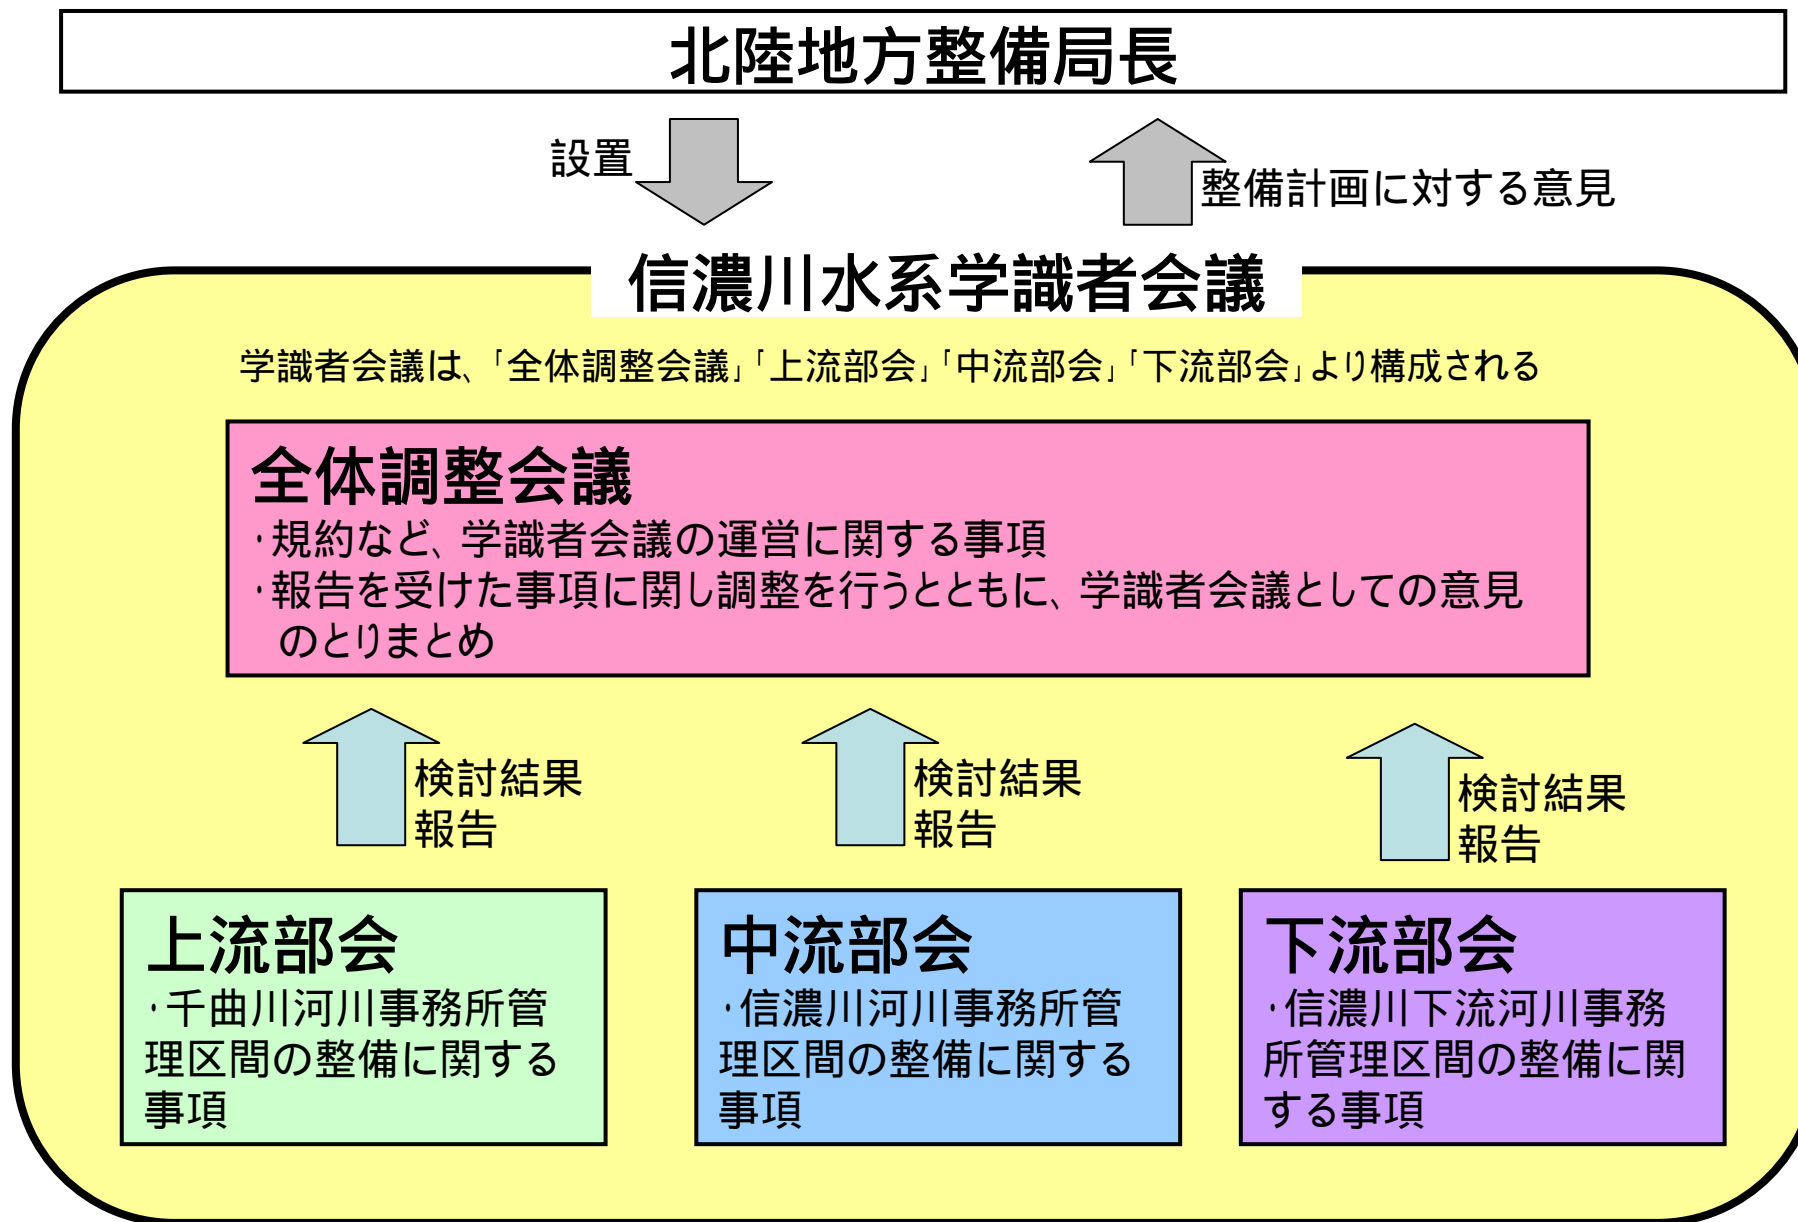 北陸地方整備局長
設置
整備計画に対する意見
信濃川水系学識者会議
学識者会議は、「全体調整会議」「上流部会」「中流部会」「下流部会」より構成される
全体調整会議
・規約など、学識者会議の運営に関する事項
・報告を受けた事項に関し調整を行うとともに、学識者会議としての意見
のとりまとめ
検討結果
報告
検討結果
報告
検討結果
報告
上流部会
・千曲川河川事務所管
理区間の整備に関する
事項
中流部会
・信濃川河川事務所管
理区間の整備に関する
事項
下流部会
・信濃川下流河川事務
所管理区間の整備に関
する事項